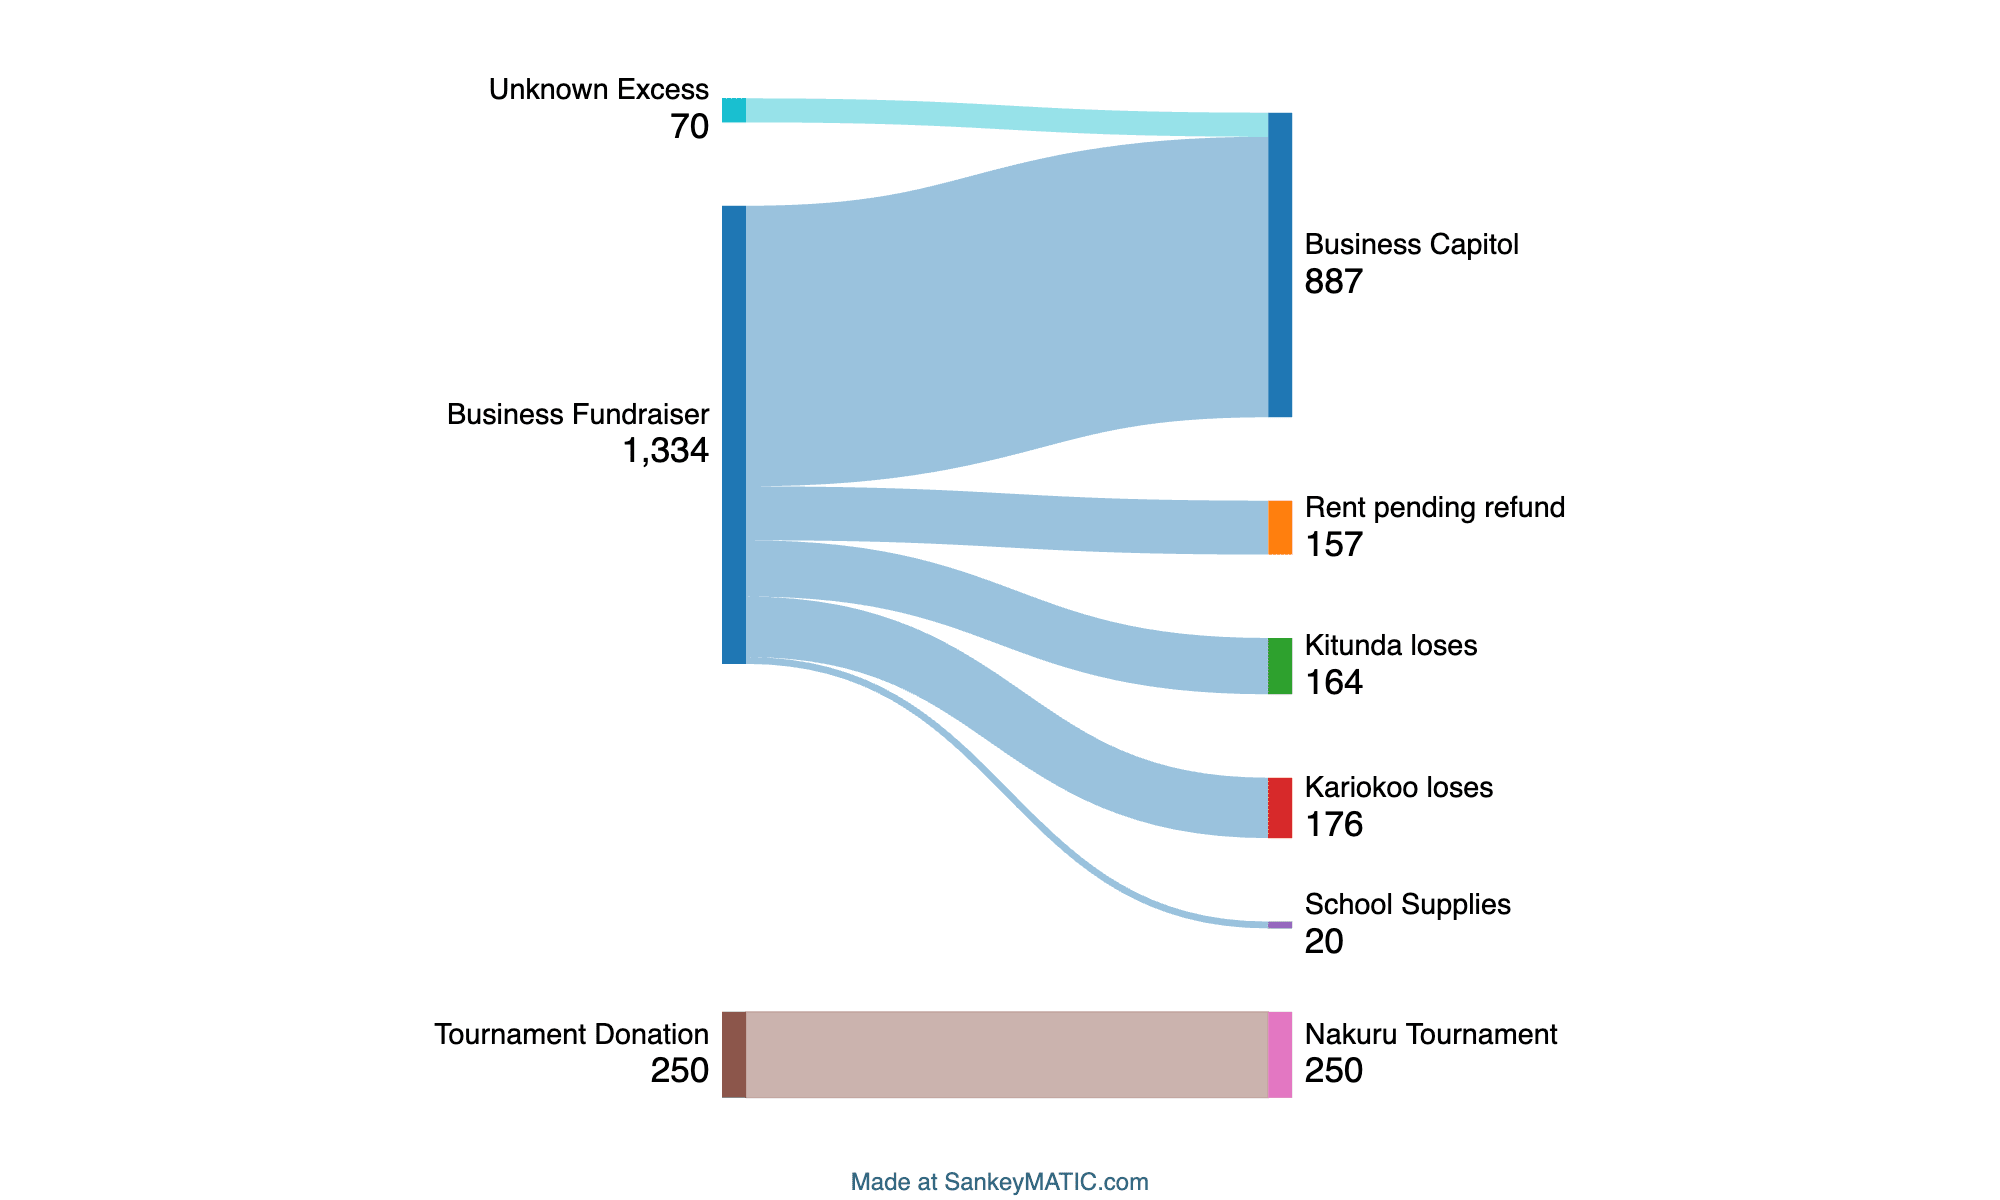 Unknown Excess
70
Business Fundraiser
1,334
Tournament Donation
250
Business Capitol
887
Rent pending refund
157
Kitunda loses
164
Kariokoo loses
176
School Supplies
20
Nakuru Tournament
250
Made at SankeyMATIC.com